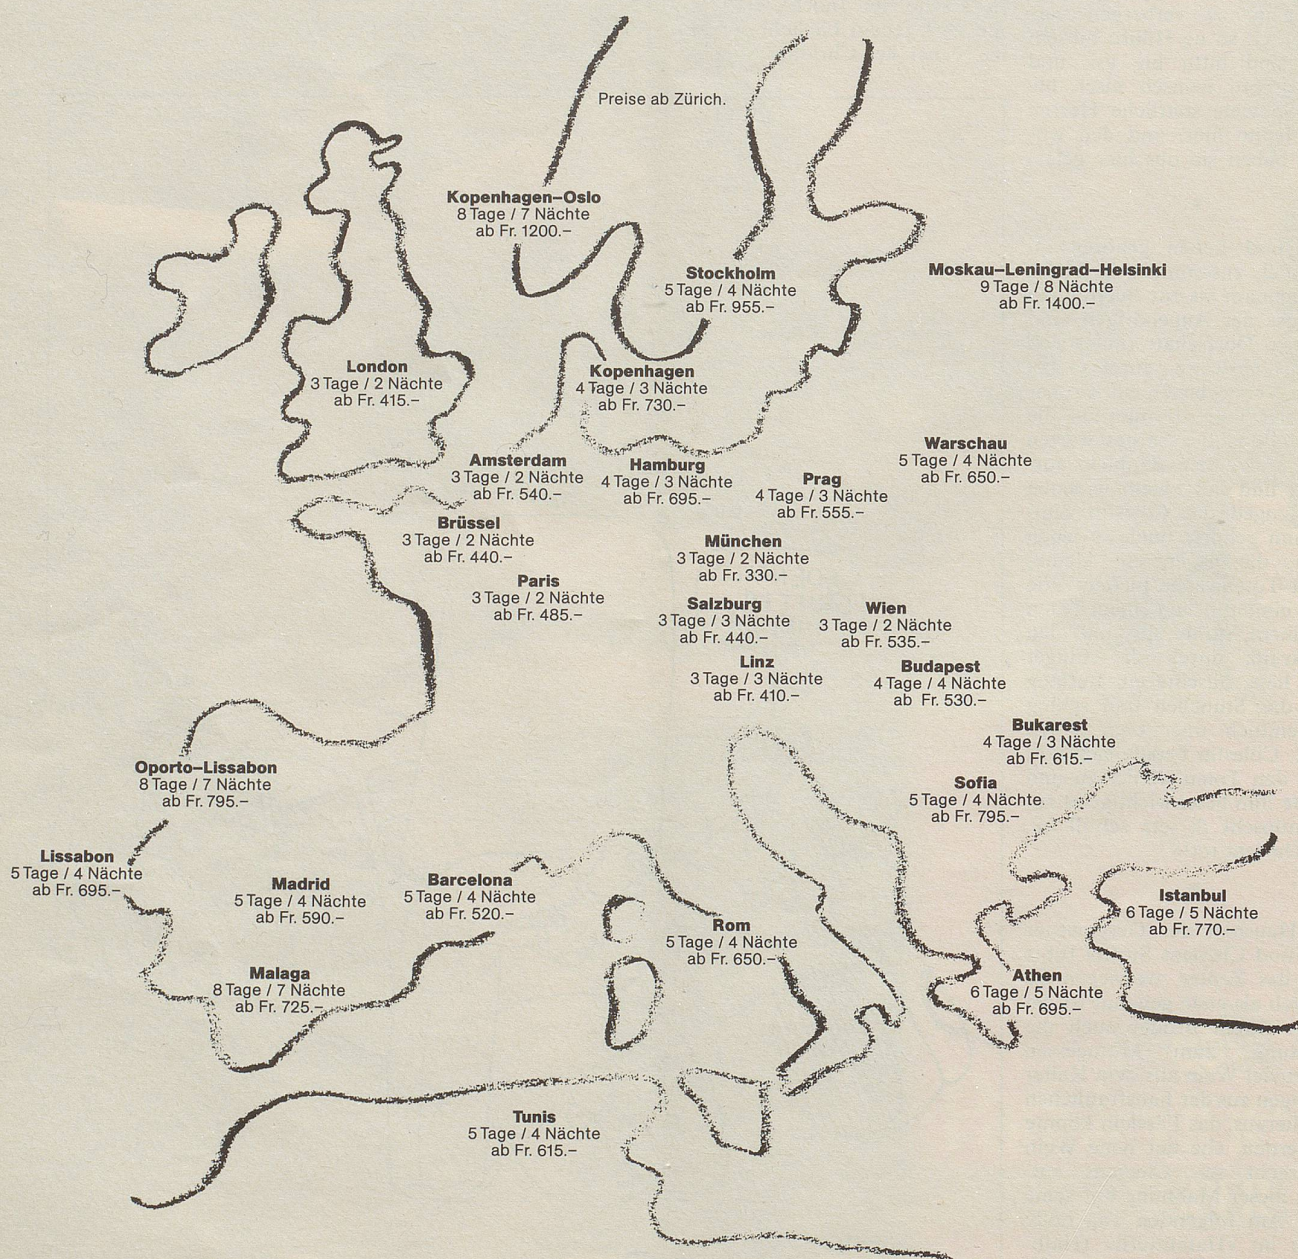 Preise ab Zürich.
Kopenhagen–Oslo
8 Tage / 7 Nächte
ab Fr. 1200.–
Stockholm
5 Tage / 4 Nächte
ab Fr. 955.–
Moskau–Leningrad–Helsinki
9 Tage / 8 Nächte
ab Fr. 1400.–
London
3 Tage / 2 Nächte
ab Fr. 415.–
Kopenhagen
4 Tage / 3 Nächte
ab Fr. 730.–
Amsterdam
3 Tage / 2 Nächte
ab Fr. 540.–
Hamburg
4 Tage / 3 Nächte
ab Fr. 695.–
Prag
4 Tage / 3 Nächte
ab Fr. 555.–
Warschau
5 Tage / 4 Nächte
ab Fr. 650.–
Brüssel
3 Tage / 2 Nächte
ab Fr. 440.–
München
3 Tage / 2 Nächte
ab Fr. 330.–
Paris
3 Tage / 2 Nächte
ab Fr. 485.–
Salzburg
3 Tage / 3 Nächte
ab Fr. 440.–
Wien
3 Tage / 2 Nächte
ab Fr. 535.–
Linz
3 Tage / 3 Nächte
ab Fr. 410.–
Budapest
4 Tage / 4 Nächte
ab Fr. 530.–
Bukarest
4 Tage / 3 Nächte
ab Fr. 615.–
Oporto–Lissabon
8 Tage / 7 Nächte
ab Fr. 795.–
Sofia
5 Tage / 4 Nächte
ab Fr. 795.–
Lissabon
5 Tage / 4 Nächte
ab Fr. 695.–
Madrid
5 Tage / 4 Nächte
ab Fr. 590.–
Barcelona
5 Tage / 4 Nächte
ab Fr. 520.–
Rom
5 Tage / 4 Nächte
ab Fr. 650.–
Istanbul
6 Tage / 5 Nächte
ab Fr. 770.–
Malaga
8 Tage / 7 Nächte
ab Fr. 725.–
Athen
6 Tage / 5 Nächte
ab Fr. 695.–
Tunis
5 Tage / 4 Nächte
ab Fr. 615.–